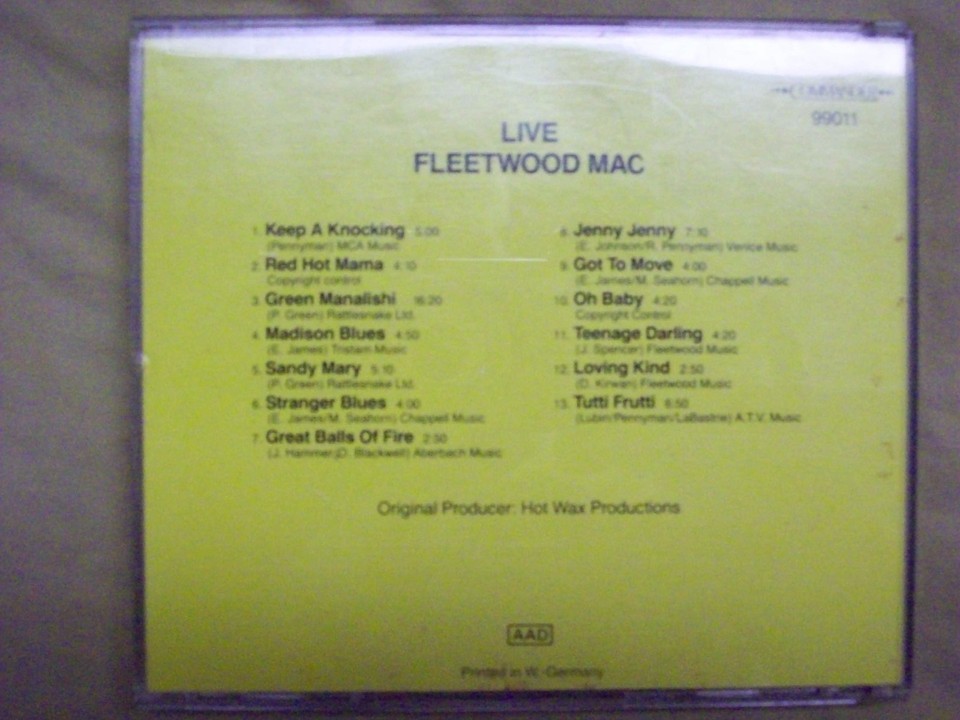 COMMANDER
99011
LIVE
FLEETWOOD MAC
1. Keep A Knocking 5:00
(Pennyman) MCA Music
2. Red Hot Mama 4:10
Copyright control
3. Green Manalishi 16:20
(P. Green) Rattlesnake Ltd.
4. Madison Blues 4:50
(E. James) Tristam Music
5. Sandy Mary 5:10
(P. Green) Rattlesnake Ltd.
6. Stranger Blues 4:00
(E. James/M. Seahorn) Chappell Music
7. Great Balls Of Fire 2:50
(J. Hammer/D. Blackwell) Aberbach Music
8. Jenny Jenny 7:10
(E. Johnson/R. Pennyman) Venice Music
9. Got To Move 4:00
(E. James/M. Seahorn) Chappell Music
10. Oh Baby 4:20
Copyright Control
11. Teenage Darling 4:20
(J. Spencer) Fleetwood Music
12. Loving Kind 2:50
(D. Kirwan) Fleetwood Music
13. Tutti Frutti 6:50
(Lubin/Pennyman/LaBastrie) A.T.V. Music
Original Producer: Hot Wax Productions
AAD
Printed in W.-Germany